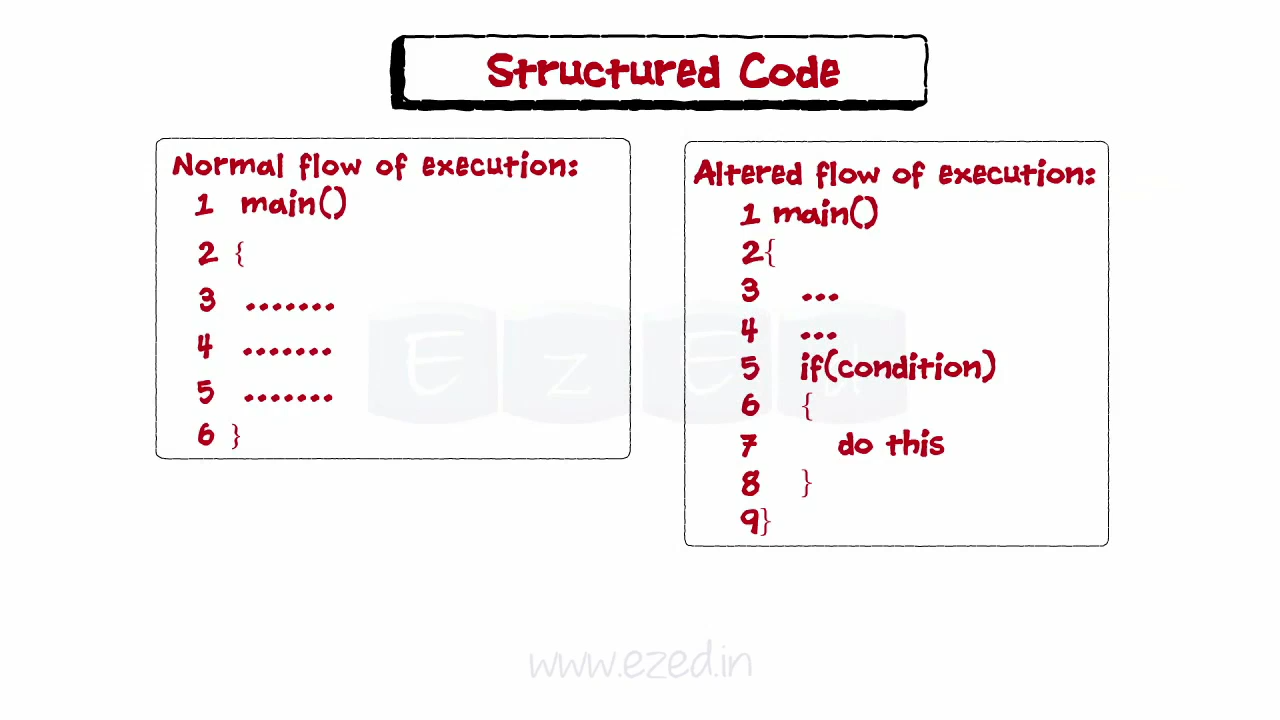 Structured Code
Normal flow of execution:
1 main()
2 {
3 .......
4 .......
5 .......
6 }
Altered flow of execution:
1 main()
2{
3 ...
4 ...
5 if(condition)
6 {
7 do this
8 }
9}
EZEd
www.ezed.in